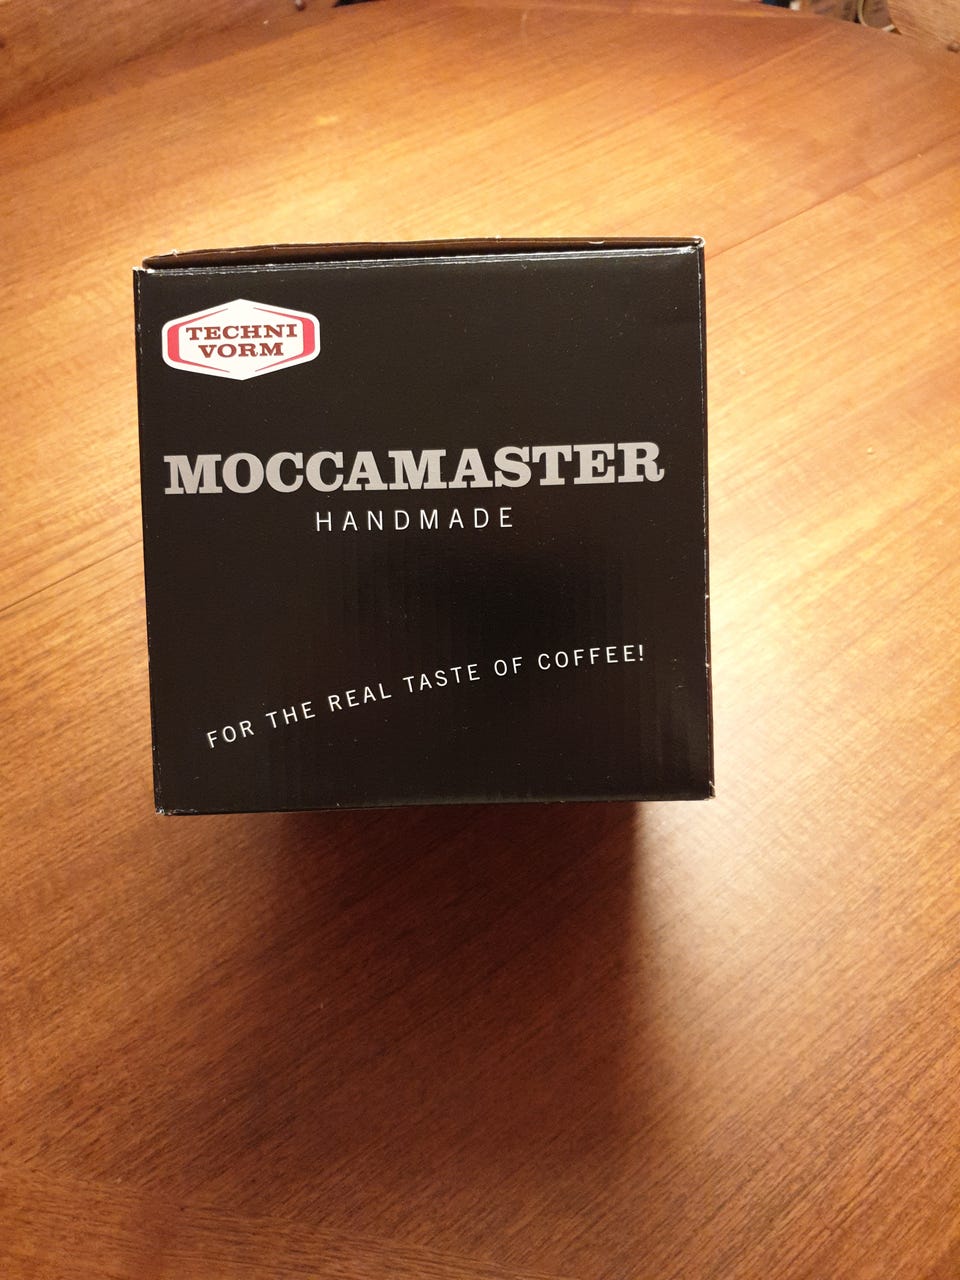 TECHNI
VORM
MOCCAMASTER
HANDMADE
FOR THE REAL TASTE OF COFFEE!